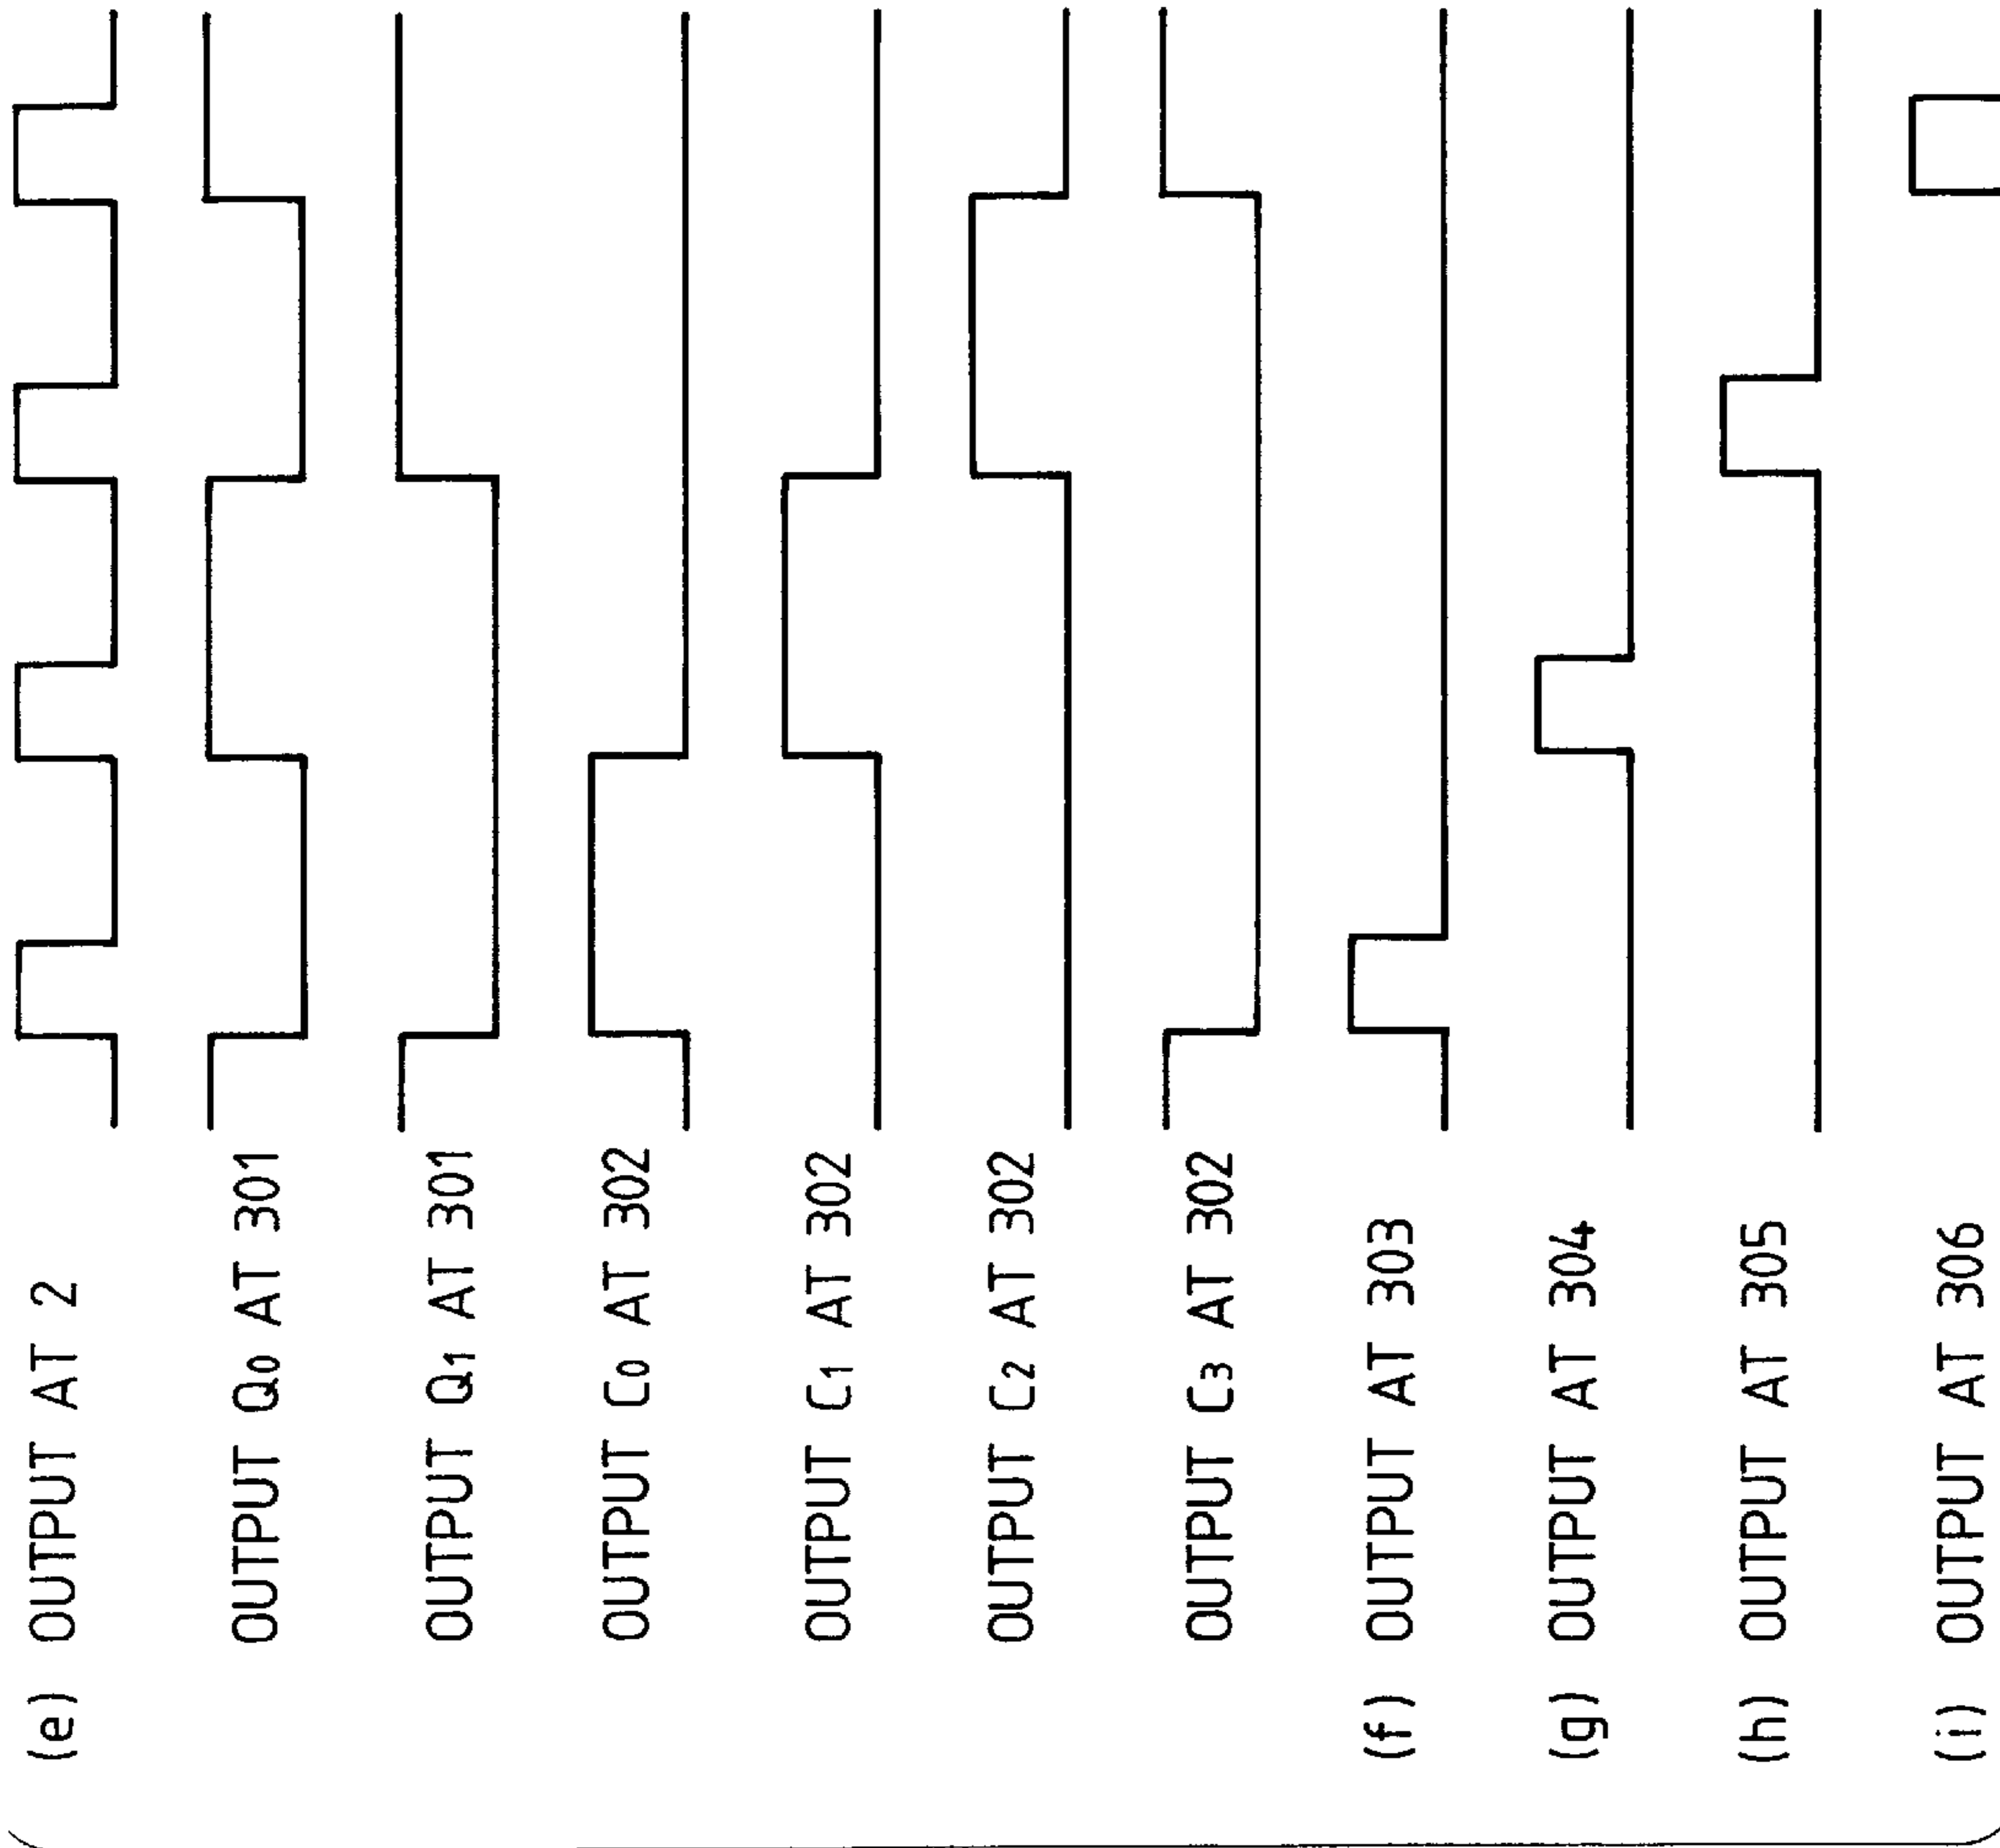 (e) OUTPUT AT 2
OUTPUT Q₀ AT 301
OUTPUT Q₁ AT 301
OUTPUT C₀ AT 302
OUTPUT C₁ AT 302
OUTPUT C₂ AT 302
OUTPUT C₃ AT 302
(f) OUTPUT AT 303
(g) OUTPUT AT 304
(h) OUTPUT AT 305
(i) OUTPUT AT 306